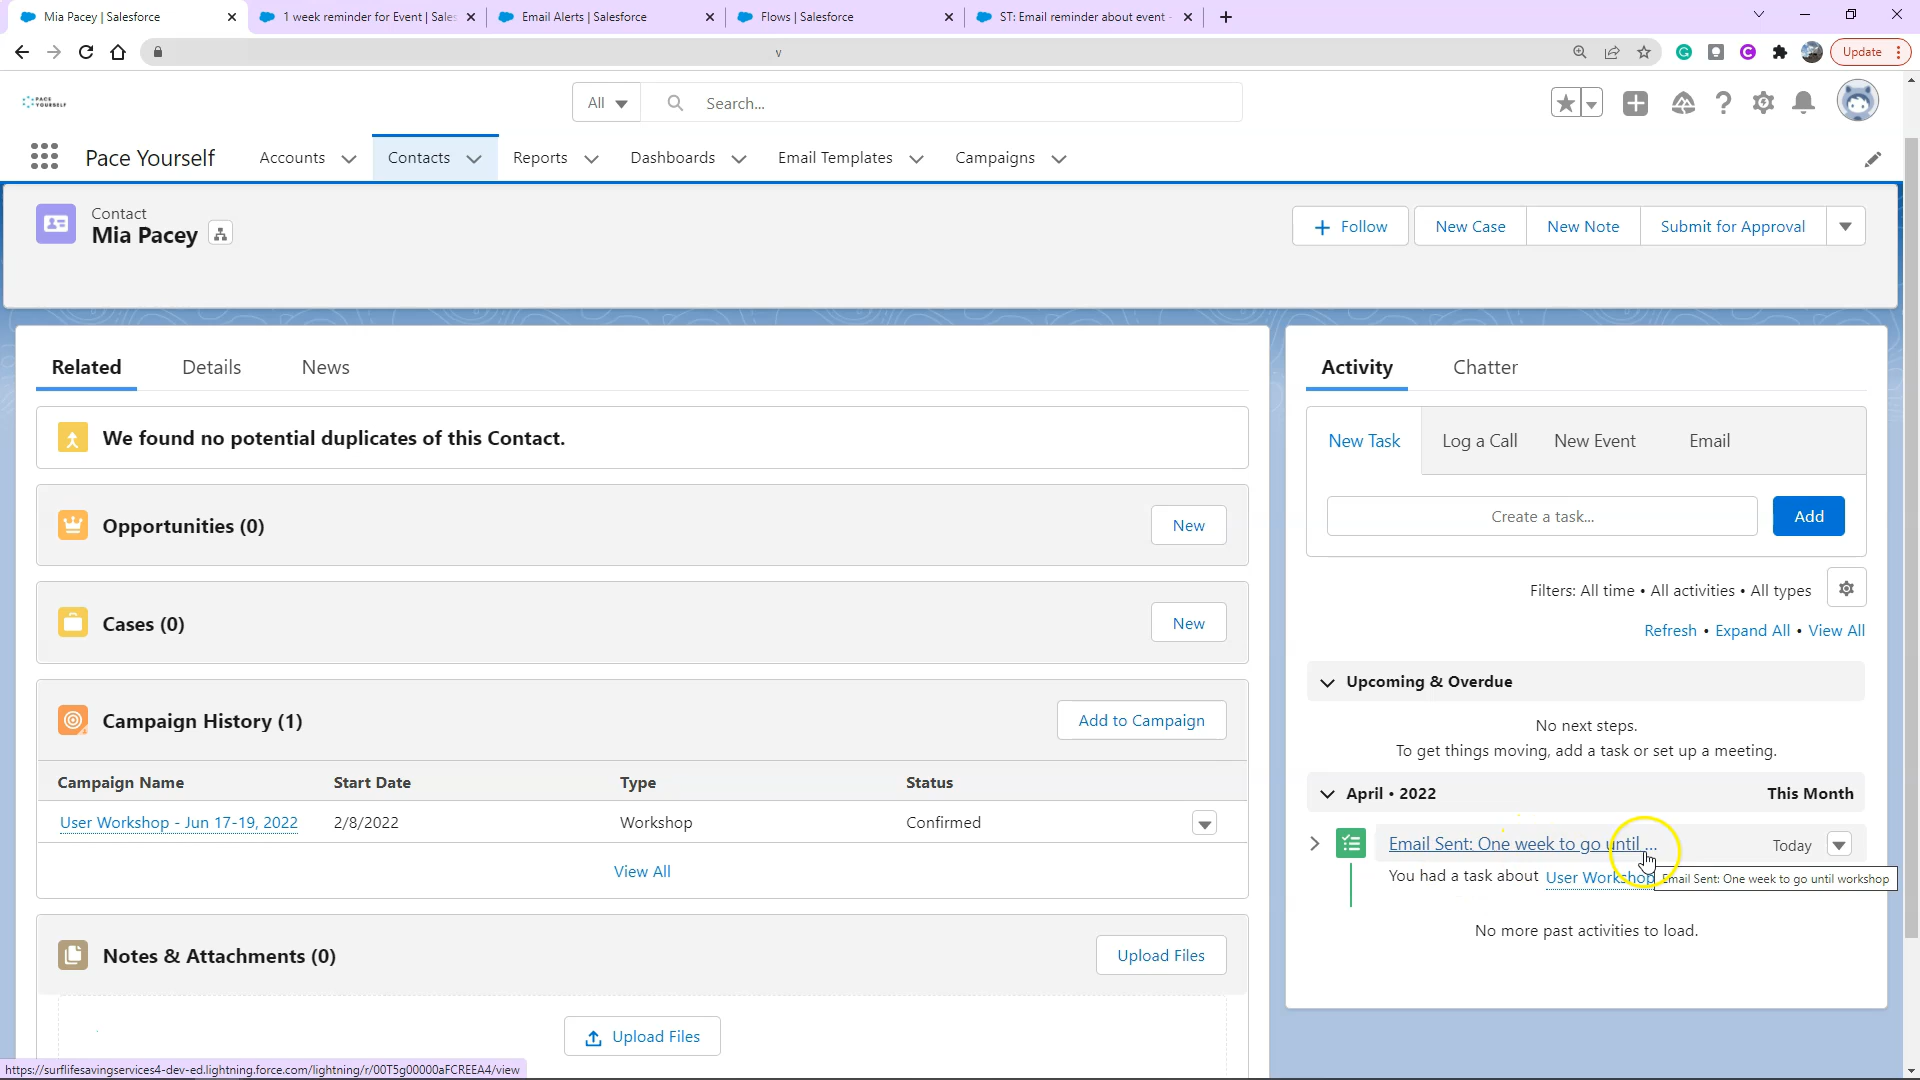 Mia Pacey | Salesforce
1 week reminder for Event | Sales
Email Alerts | Salesforce
Flows | Salesforce
ST: Email reminder about event -
v
Update
PACE
YOURSELF
All
Search...
Pace Yourself
Accounts
Contacts
Reports
Dashboards
Email Templates
Campaigns
Contact
Mia Pacey
Follow
New Case
New Note
Submit for Approval
Related
Details
News
We found no potential duplicates of this Contact.
Opportunities (0)
New
Cases (0)
New
Campaign History (1)
Add to Campaign
Campaign Name
Start Date
Type
Status
User Workshop - Jun 17-19, 2022
2/8/2022
Workshop
Confirmed
View All
Notes & Attachments (0)
Upload Files
Upload Files
Activity
Chatter
New Task
Log a Call
New Event
Email
Create a task...
Add
Filters: All time • All activities • All types
Refresh • Expand All • View All
Upcoming & Overdue
No next steps.
To get things moving, add a task or set up a meeting.
April • 2022
This Month
Email Sent: One week to go until ...
Today
You had a task about User Workshop
Email Sent: One week to go until workshop
No more past activities to load.
https://surflifesavingservices4-dev-ed.lightning.force.com/lightning/r/00T5g00000aFCREEA4/view